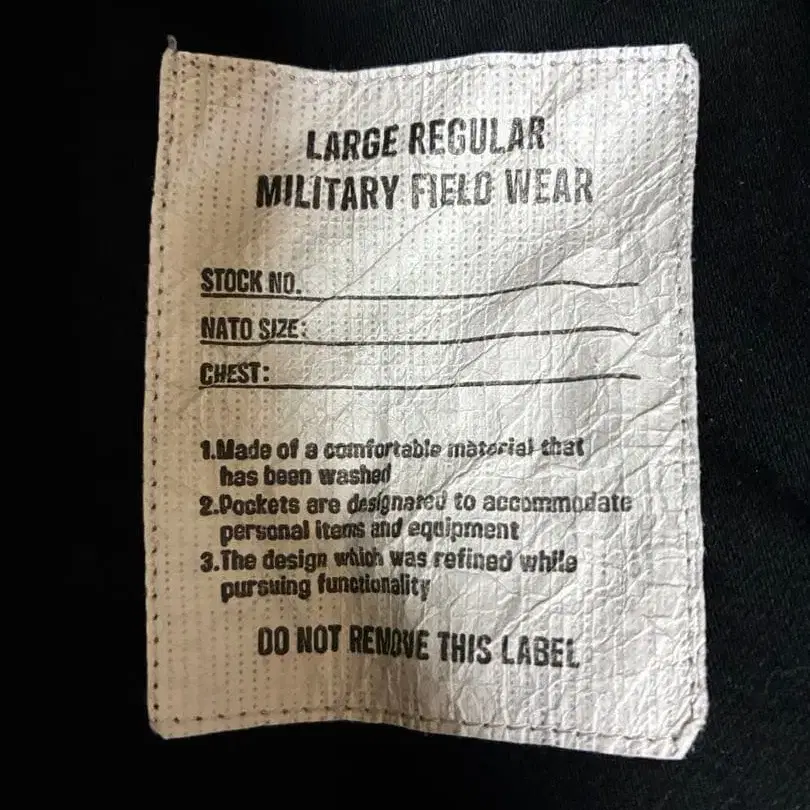 LARGE REGULAR
MILITARY FIELD WEAR
STOCK NO.
NATO SIZE:
CHEST:
1.Made of a comfortable material that
has been washed
2.Pockets are designated to accommodate
personal items and equipment
3.The design which was refined while
pursuing functionality
DO NOT REMOVE THIS LABEL